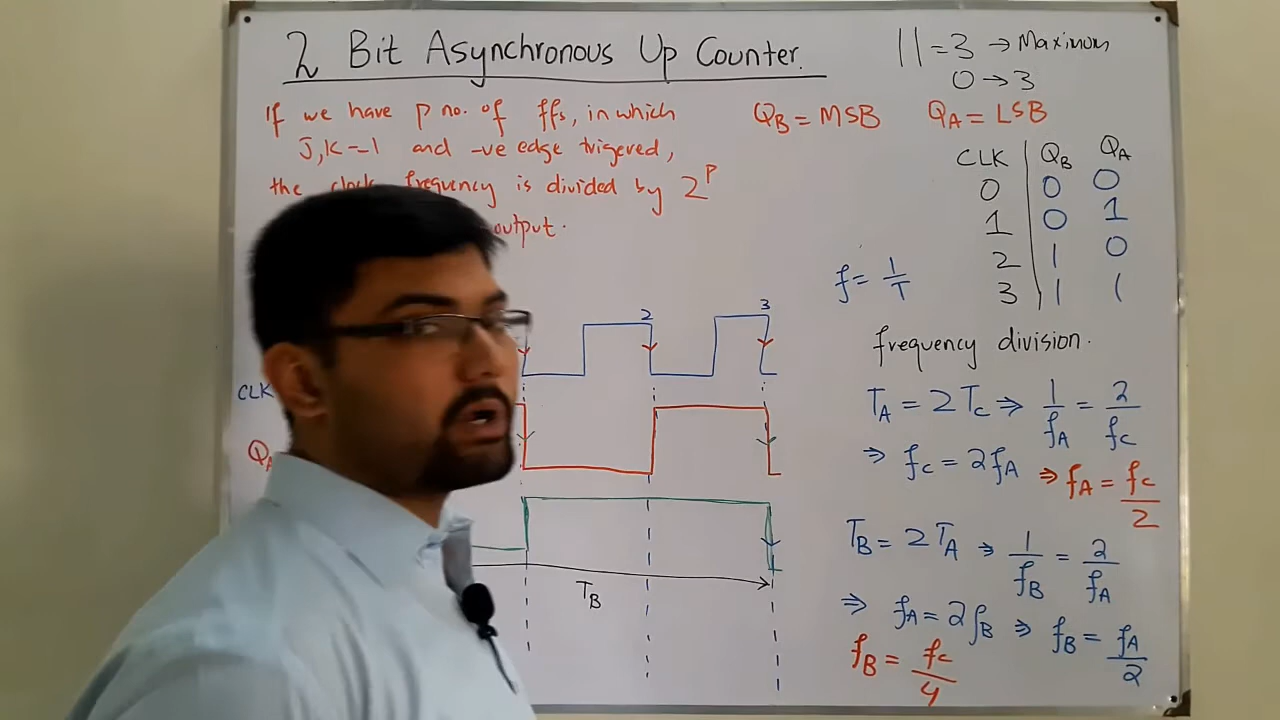 2 Bit Asynchronous Up Counter.
11 = 3 → Maximum
0 → 3
If we have P no. of ffs, in which
J,K=1 and -ve edge trigered,
the clock frequency is divided by 2^P
output.
Q_B = MSB Q_A = LSB
CLK Q_B Q_A
0 0 0
1 0 1
2 1 0
3 1 1
f = 1/T
frequency division.
2 3
CLK
Q_A
T_B
T_A = 2T_C ⇒ 1/f_A = 2/f_C
⇒ f_C = 2f_A ⇒ f_A = f_C/2
T_B = 2T_A ⇒ 1/f_B = 2/f_A
⇒ f_A = 2f_B ⇒ f_B = f_A/2
f_B = f_C/4